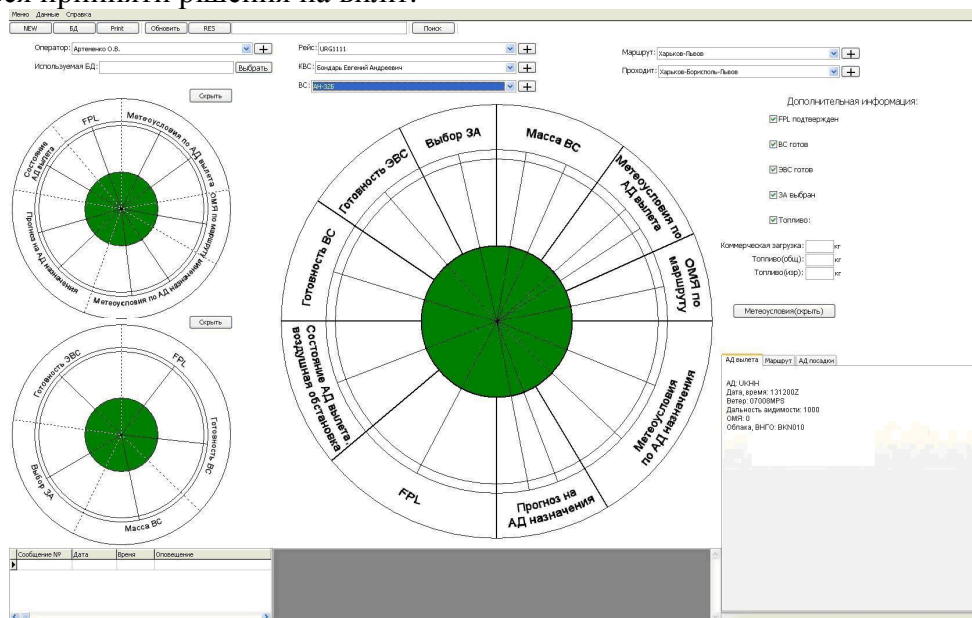 ся прийняти рішення на виліт.
Меню Данные Справка
NEW БД Print Обновить RES Поиск
Оператор: Артеменко О.В.
Используемая БД: Выбрать
Рейс: URG1111
КВС: Бондарь Евгений Андреевич
ВС: АН-32Б
Маршрут: Харьков-Львов
Проходит: Харьков-Борисполь-Львов
Скрыть
FPL
Метеоусловия по АД вылета
ОМЯ по маршруту
Метеоусловия по АД назначения
Прогноз на АД назначения
Состояние
АД вылета
Скрыть
Готовность ЭВС
FPL
Готовность ВС
Масса ВС
Выбор ЗА
Выбор ЗА
Масса ВС
Метеоусловия по
АД вылета
ОМЯ по
маршруту
Метеоусловия
по АД назначения
Прогноз на
АД назначения
FPL
Состояние АД вылета,
воздушная обстановка
Готовность ВС
Готовность ЭВС
Дополнительная информация:
FPL подтвержден
ВС готов
ЭВС готов
ЗА выбран
Топливо:
Коммерческая загрузка: кг
Топливо(общ): кг
Топливо(изр): кг
Метеоусловия(скрыть)
АД вылета Маршрут АД посадки
АД: UKHH
Дата, время: 131200Z
Ветер: 07008MPS
Дальность видимости: 1000
ОМЯ: 0
Облака, ВНГО: BKN010
Сообщение № Дата Время Оповещение